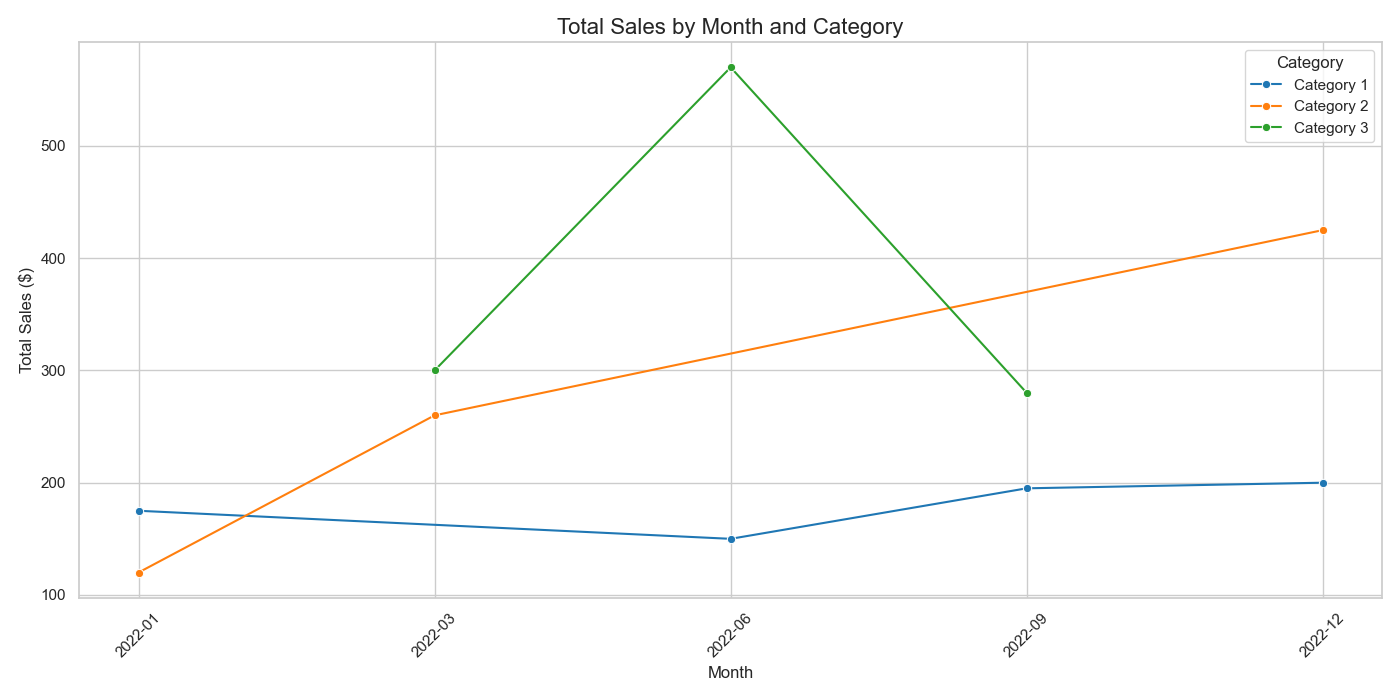 Total Sales by Month and Category
Category
Category 1
Category 2
Category 3
Total Sales ($)
500
400
300
200
100
2022-01
2022-03
2022-06
2022-09
2022-12
Month